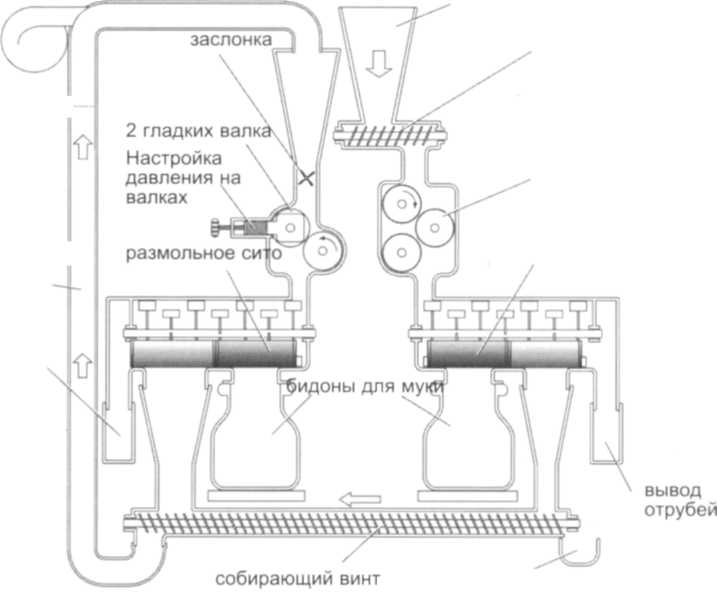 заслонка
2 гладких валка
Настройка
давления на
валках
размольное сито
бидоны для муки
вывод
отрубей
собирающий винт